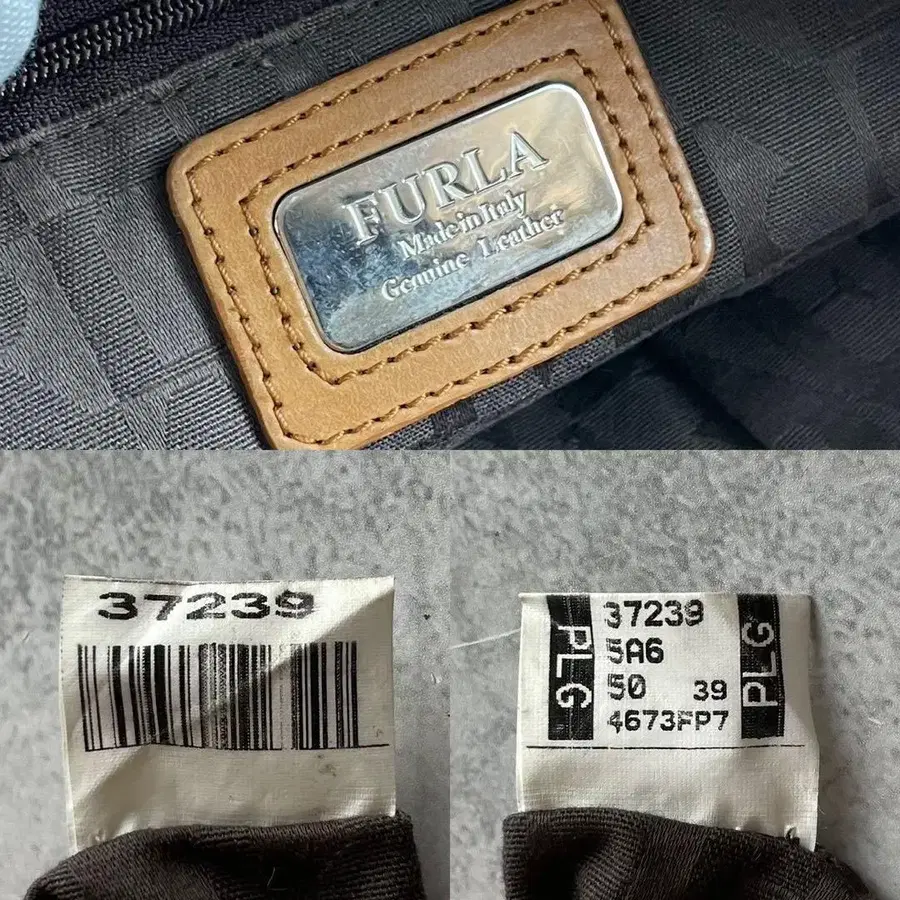 FURLA
Made in Italy
Genuine Leather
37239
PLG
37239
5A6
50 39
4673FP7
PLG